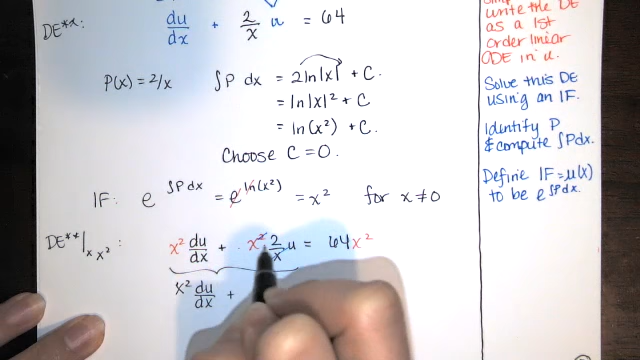 DE**: du/dx + 2/x u = 64
P(x) = 2/x ∫P dx = 2 ln|x| + C.
= ln|x|² + C
= ln(x²) + C.
Choose C = 0.
IF: e^∫P dx = e^ln(x²) = x² for x ≠ 0
DE**|ₓ ₓ² : x² du/dx + x² 2/x u = 64x²
x² du/dx +
write the DE
as a 1st
order linear
ODE in u.
Solve this DE
using an IF.
Identify P
& compute ∫Pdx.
Define IF = μ(x)
to be e^∫Pdx.